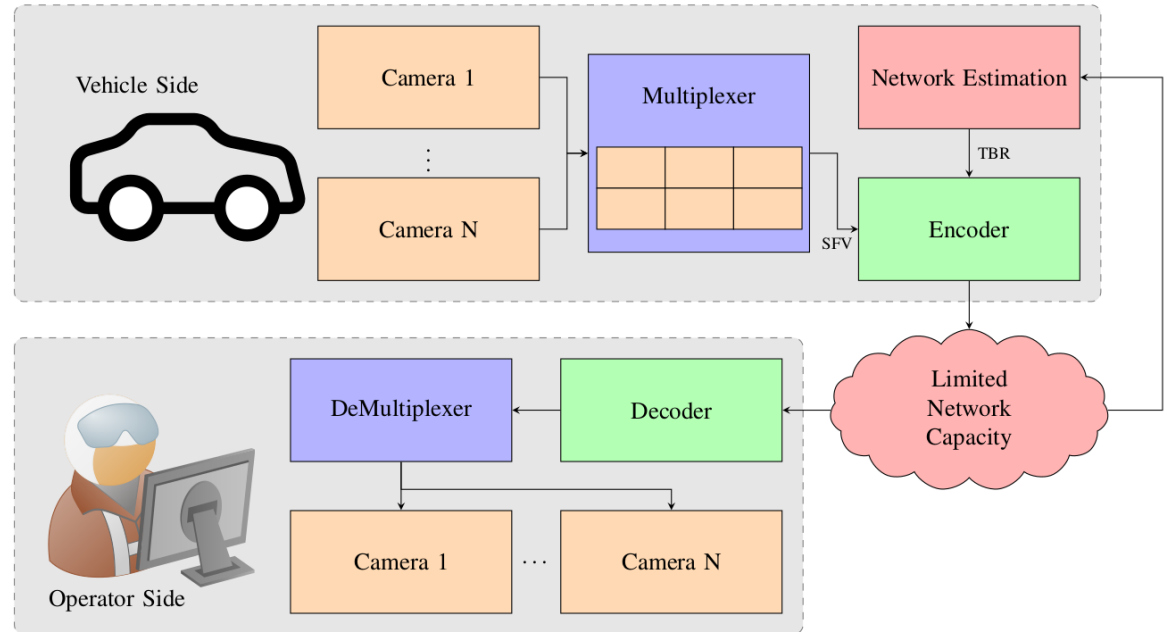 Vehicle Side
Camera 1
⋮
Camera N
Multiplexer
Network Estimation
TBR
SFV
Encoder
Limited
Network
Capacity
DeMultiplexer
Decoder
Camera 1
...
Camera N
Operator Side